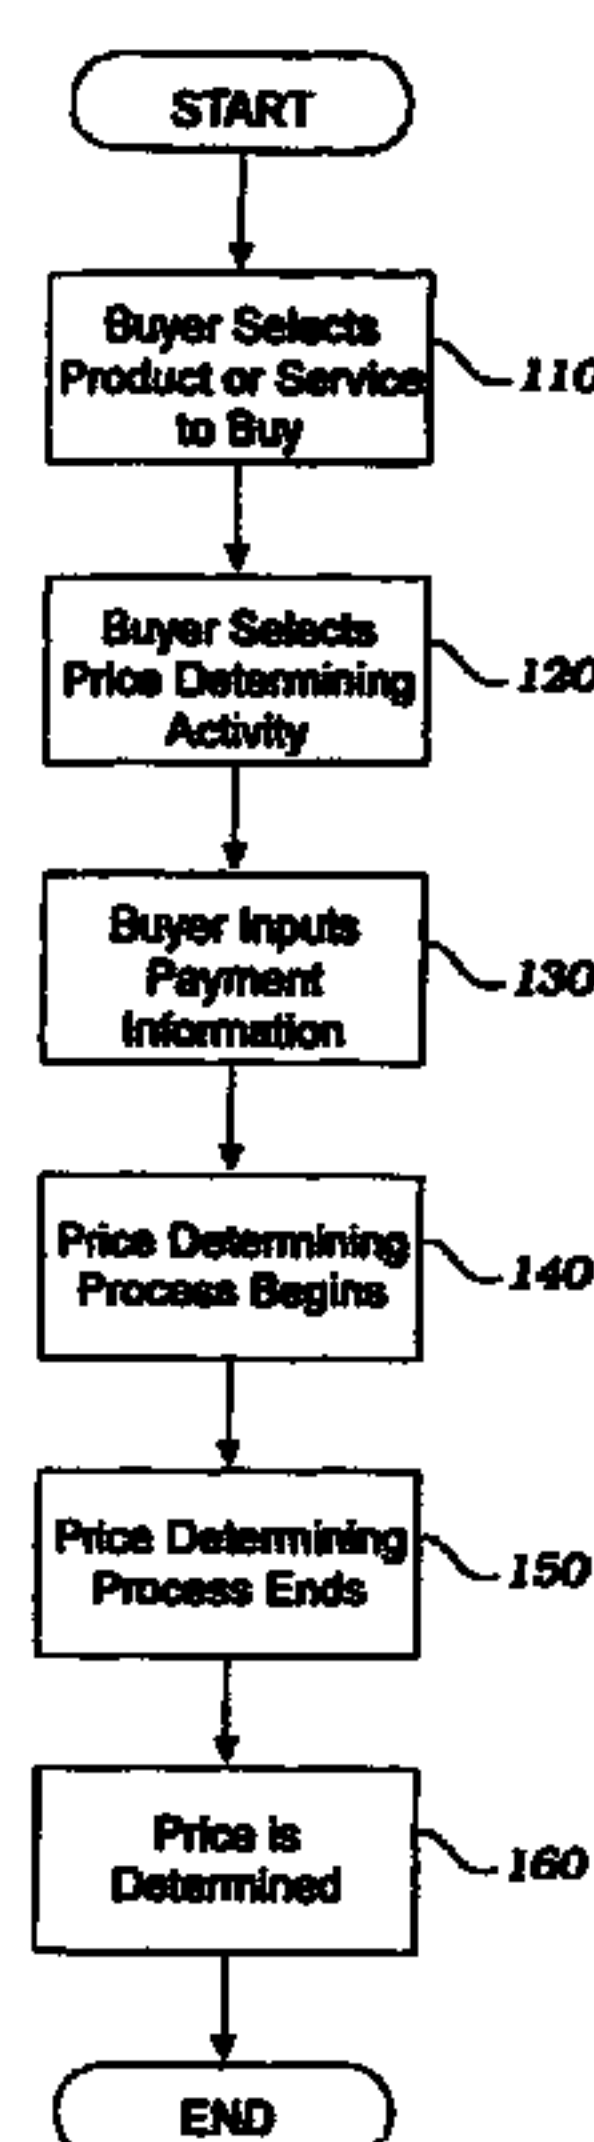 START
Buyer Selects
Product or Service
to Buy
110
Buyer Selects
Price Determining
Activity
120
Buyer Inputs
Payment
Information
130
Price Determining
Process Begins
140
Price Determining
Process Ends
150
Price is
Determined
160
END